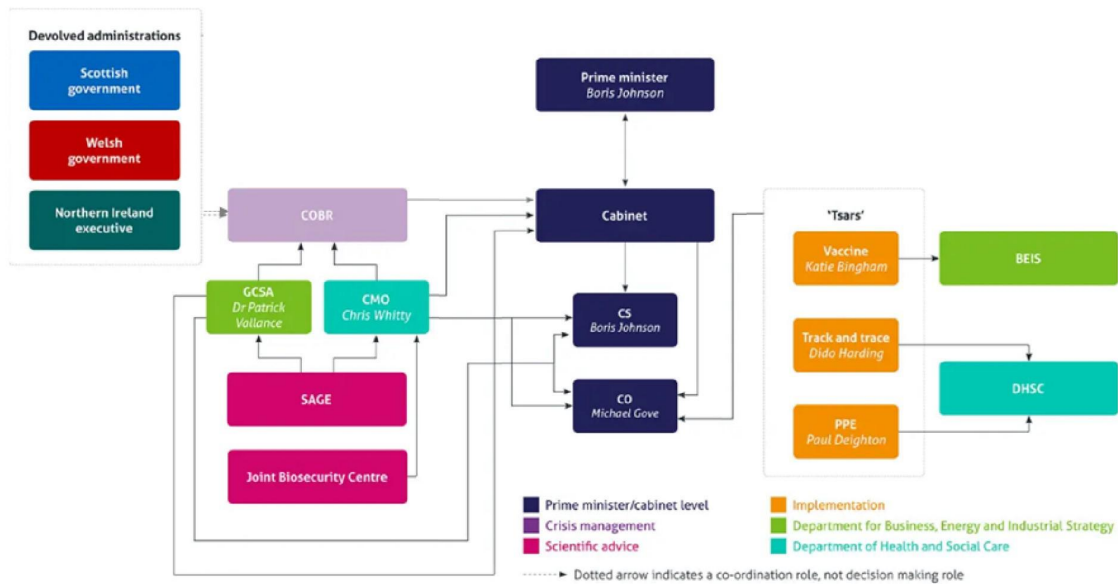 Devolved administrations
Scottish
government
Welsh
government
Northern Ireland
executive
Prime minister
Boris Johnson
COBR
Cabinet
'Tsars'
Vaccine
Katie Bingham
BEIS
GCSA
Dr Patrick
Vallance
CMO
Chris Whitty
CS
Boris Johnson
Track and trace
Dido Harding
SAGE
CO
Michael Gove
DHSC
PPE
Paul Deighton
Joint Biosecurity Centre
Prime minister/cabinet level
Implementation
Crisis management
Department for Business, Energy and Industrial Strategy
Scientific advice
Department of Health and Social Care
Dotted arrow indicates a co-ordination role, not decision making role